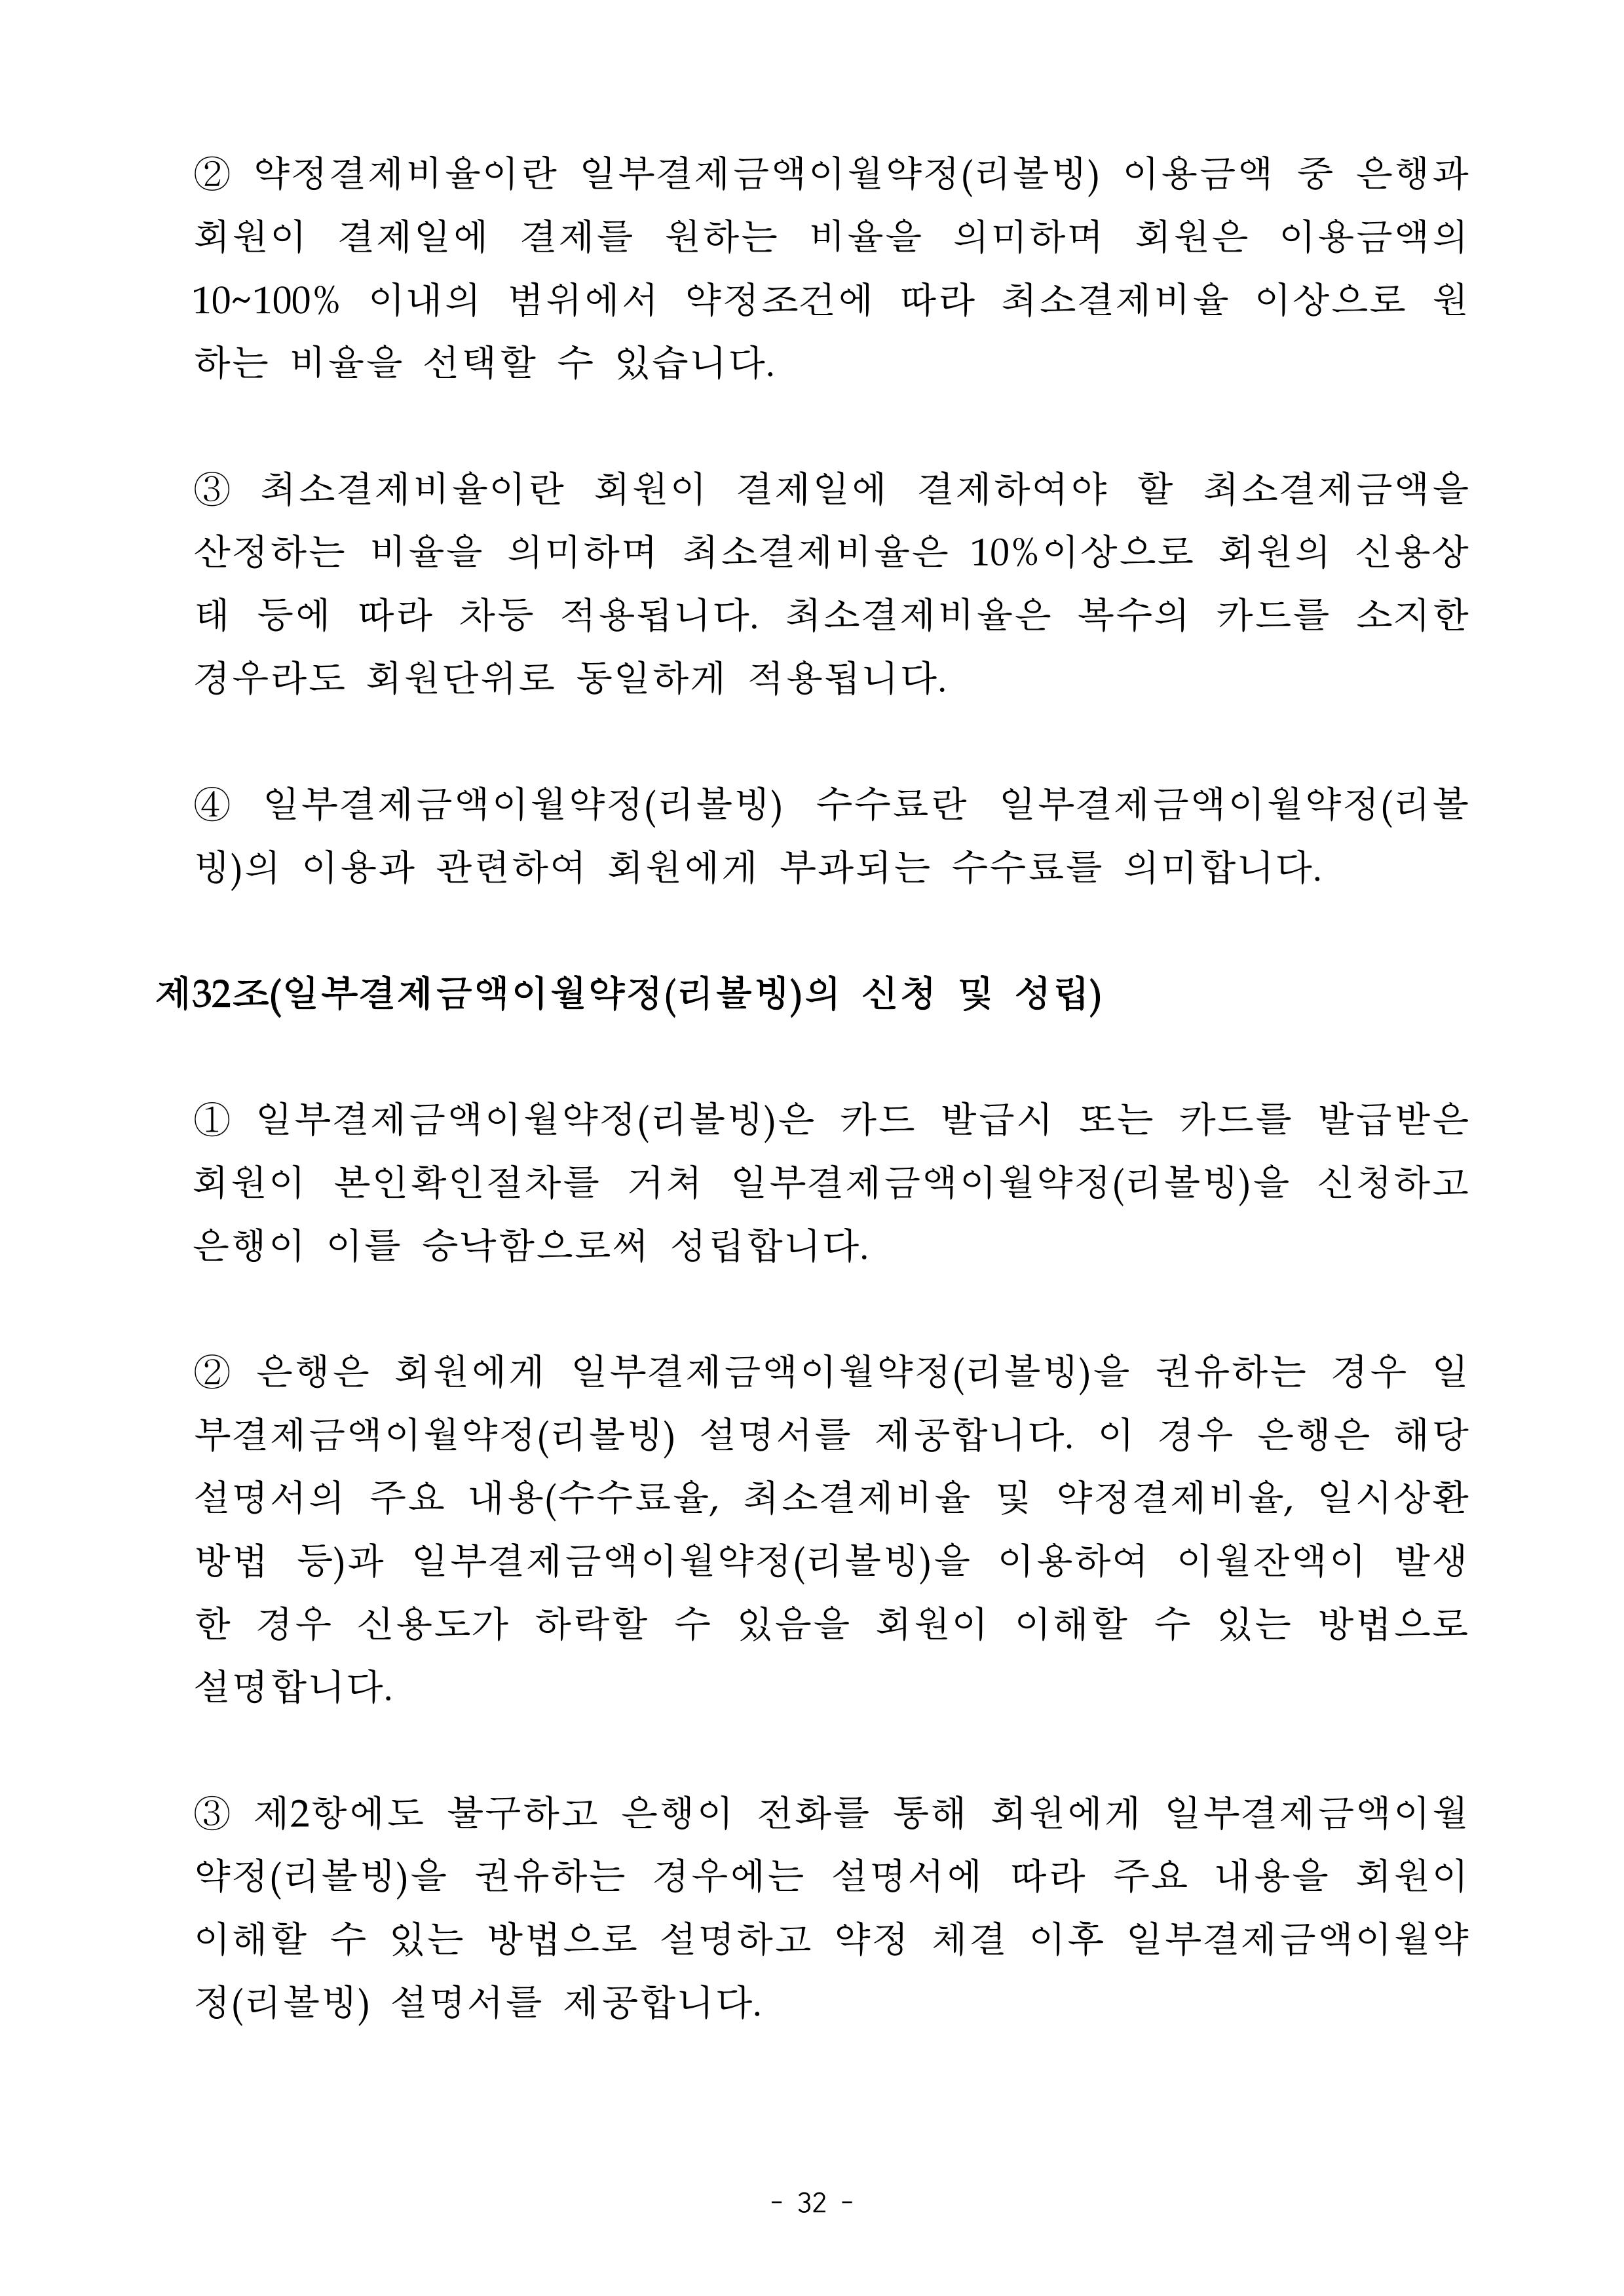 ② 약정결제비율이란 일부결제금액이월약정(리볼빙) 이용금액 중 은행과
회원이 결제일에 결제를 원하는 비율을 의미하며 회원은 이용금액의
10~100% 이내의 범위에서 약정조건에 따라 최소결제비율 이상으로 원
하는 비율을 선택할 수 있습니다.
③ 최소결제비율이란 회원이 결제일에 결제하여야 할 최소결제금액을
산정하는 비율을 의미하며 최소결제비율은 10%이상으로 회원의 신용상
태 등에 따라 차등 적용됩니다. 최소결제비율은 복수의 카드를 소지한
경우라도 회원단위로 동일하게 적용됩니다.
④ 일부결제금액이월약정(리볼빙) 수수료란 일부결제금액이월약정(리볼
빙)의 이용과 관련하여 회원에게 부과되는 수수료를 의미합니다.
제32조(일부결제금액이월약정(리볼빙)의 신청 및 성립)
① 일부결제금액이월약정(리볼빙)은 카드 발급시 또는 카드를 발급받은
회원이 본인확인절차를 거쳐 일부결제금액이월약정(리볼빙)을 신청하고
은행이 이를 승낙함으로써 성립합니다.
② 은행은 회원에게 일부결제금액이월약정(리볼빙)을 권유하는 경우 일
부결제금액이월약정(리볼빙) 설명서를 제공합니다. 이 경우 은행은 해당
설명서의 주요 내용(수수료율, 최소결제비율 및 약정결제비율, 일시상환
방법 등)과 일부결제금액이월약정(리볼빙)을 이용하여 이월잔액이 발생
한 경우 신용도가 하락할 수 있음을 회원이 이해할 수 있는 방법으로
설명합니다.
③ 제2항에도 불구하고 은행이 전화를 통해 회원에게 일부결제금액이월
약정(리볼빙)을 권유하는 경우에는 설명서에 따라 주요 내용을 회원이
이해할 수 있는 방법으로 설명하고 약정 체결 이후 일부결제금액이월약
정(리볼빙) 설명서를 제공합니다.
- 32 -